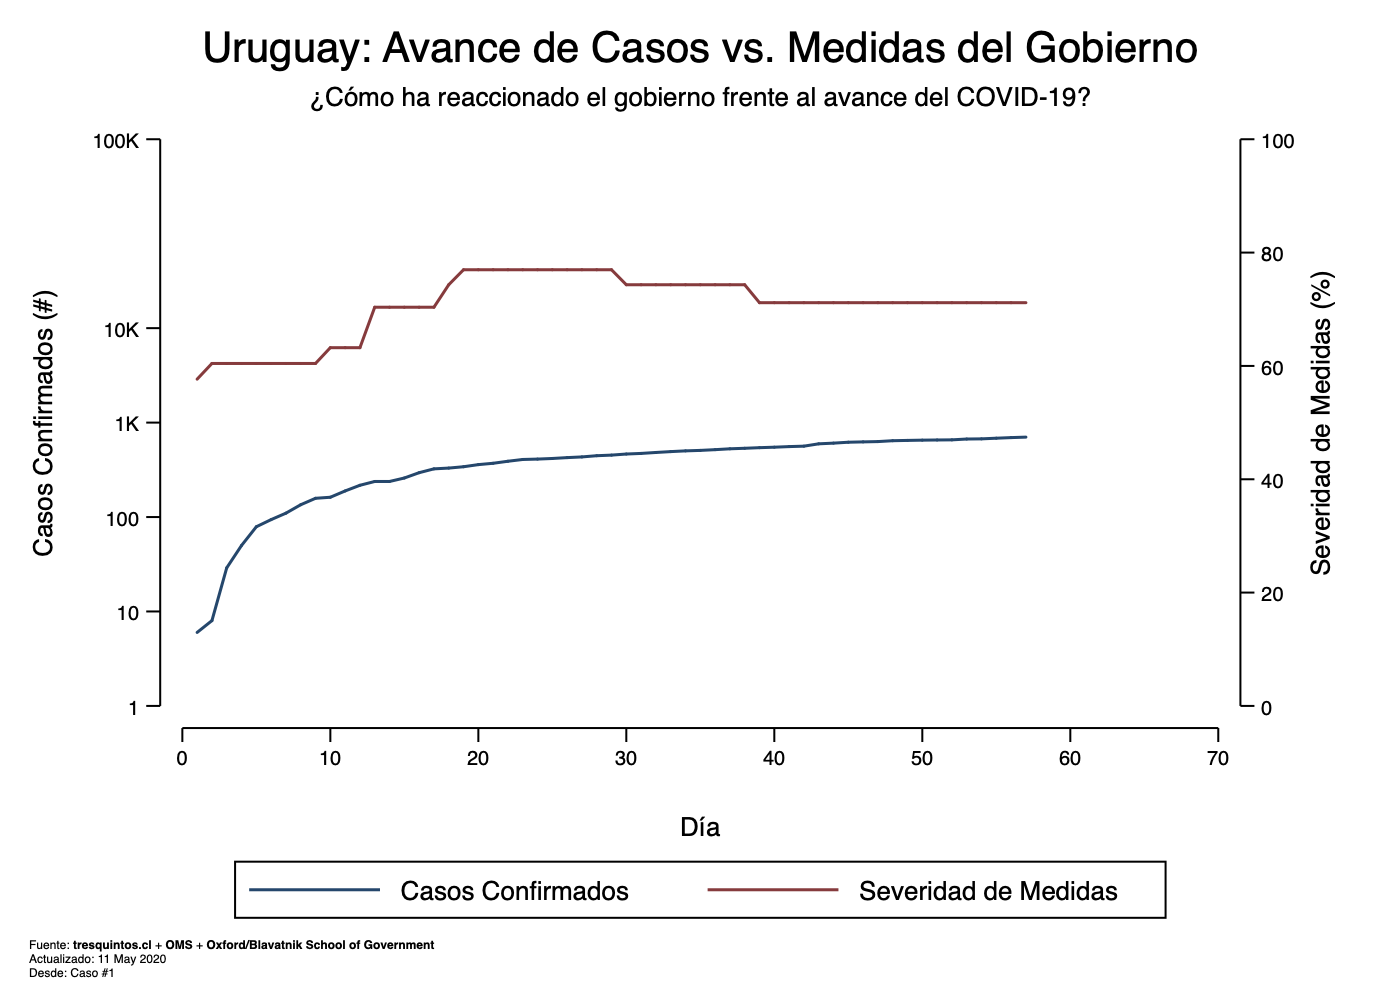 Uruguay: Avance de Casos vs. Medidas del Gobierno
¿Cómo ha reaccionado el gobierno frente al avance del COVID-19?
100K
10K
1K
100
10
1
Casos Confirmados (#)
100
80
60
40
20
0
Severidad de Medidas (%)
0 10 20 30 40 50 60 70
Día
Casos Confirmados Severidad de Medidas
Fuente: tresquintos.cl + OMS + Oxford/Blavatnik School of Government
Actualizado: 11 May 2020
Desde: Caso #1